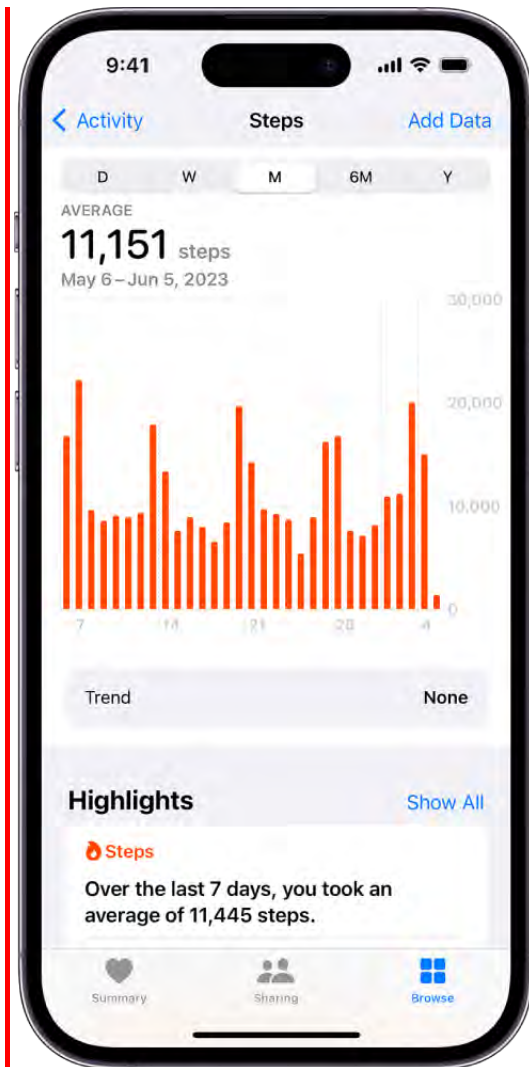 9:41
Activity
Steps
Add Data
D W M 6M Y
AVERAGE
11,151 steps
May 6–Jun 5, 2023
30,000
20,000
10,000
0
7 14 21 28 4
Trend
None
Highlights
Show All
Steps
Over the last 7 days, you took an
average of 11,445 steps.
Summary
Sharing
Browse